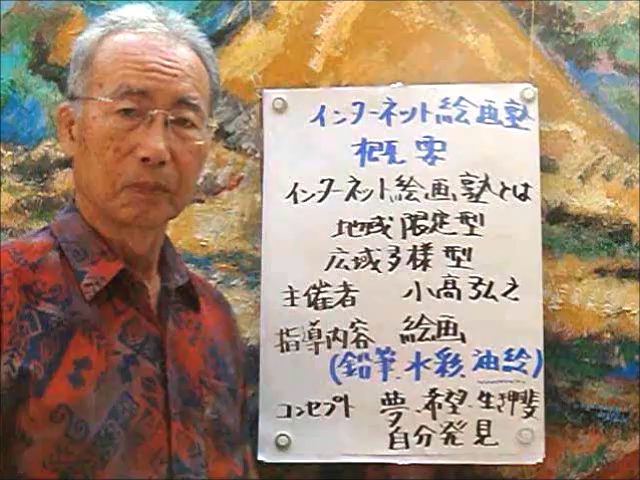 インターネット絵画塾
概要
インターネット絵画塾とは
地域限定型
広域多様型
主催者 小高弘之
指導内容 絵画
(鉛筆、水彩、油絵)
コンセプト 夢、希望、生き甲斐
自分発見